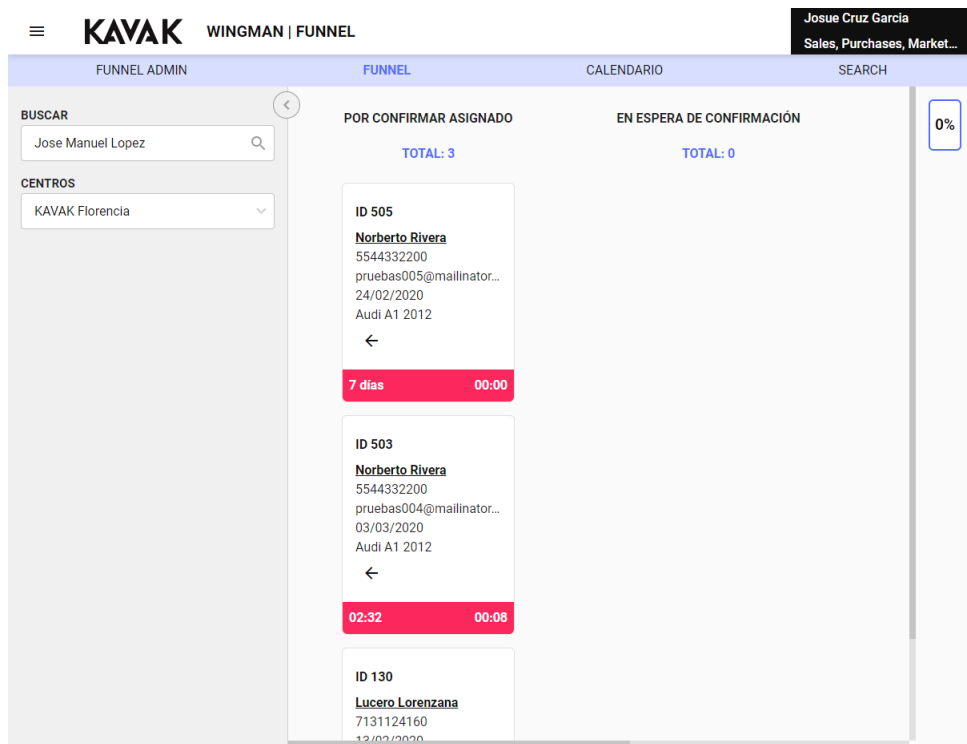 KAVAK
WINGMAN | FUNNEL
Josue Cruz Garcia
Sales, Purchases, Market...
FUNNEL ADMIN
FUNNEL
CALENDARIO
SEARCH
BUSCAR
Jose Manuel Lopez
CENTROS
KAVAK Florencia
POR CONFIRMAR ASIGNADO
TOTAL: 3
ID 505
Norberto Rivera
5544332200
pruebas005@mailinator...
24/02/2020
Audi A1 2012
7 días 00:00
ID 503
Norberto Rivera
5544332200
pruebas004@mailinator...
03/03/2020
Audi A1 2012
02:32 00:08
ID 130
Lucero Lorenzana
7131124160
13/02/2020
EN ESPERA DE CONFIRMACIÓN
TOTAL: 0
0%